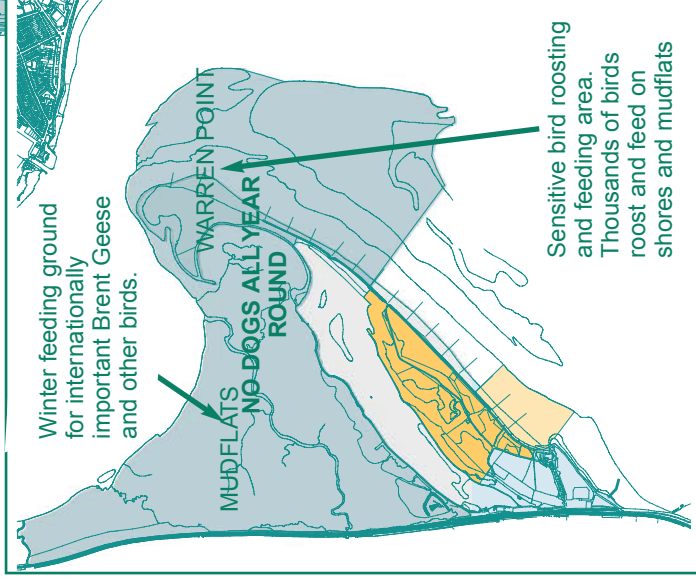 Winter feeding ground
for internationally
important Brent Geese
and other birds.
MUDFLATS
WARREN POINT
NO DOGS ALL YEAR
ROUND
Sensitive bird roosting
and feeding area.
Thousands of birds
roost and feed on
shores and mudflats